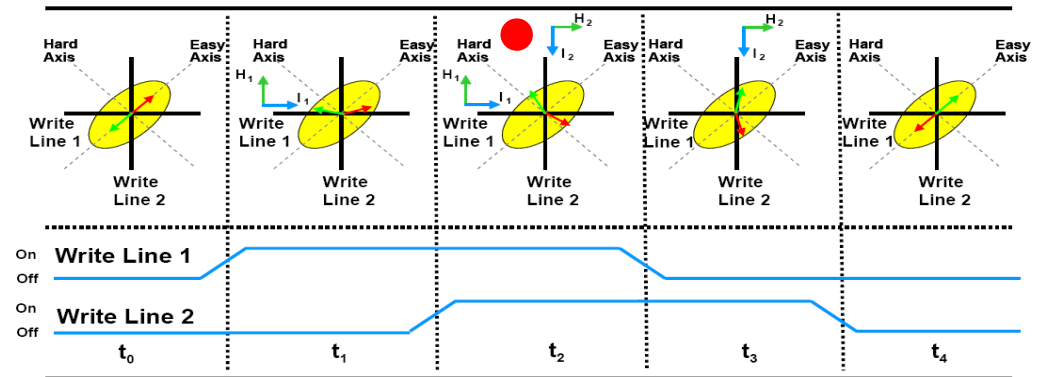 Hard Axis
Easy Axis
Write Line 1
Write Line 2
Hard Axis
Easy Axis
H1
I1
Write Line 1
Write Line 2
Hard Axis
Easy Axis
H2
I2
H1
I1
Write Line 1
Write Line 2
Hard Axis
Easy Axis
H2
I2
Write Line 1
Write Line 2
Hard Axis
Easy Axis
Write Line 1
Write Line 2
On
Write Line 1
Off
On
Write Line 2
Off
t0
t1
t2
t3
t4